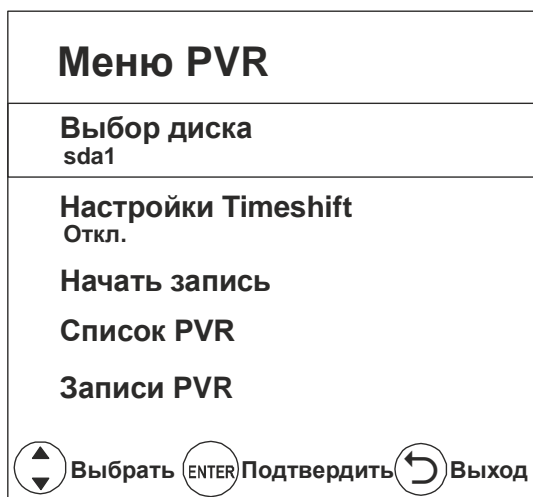 Меню PVR
Выбор диска
sda1
Настройки Timeshift
Откл.
Начать запись
Список PVR
Записи PVR
Выбрать ENTER Подтвердить Выход